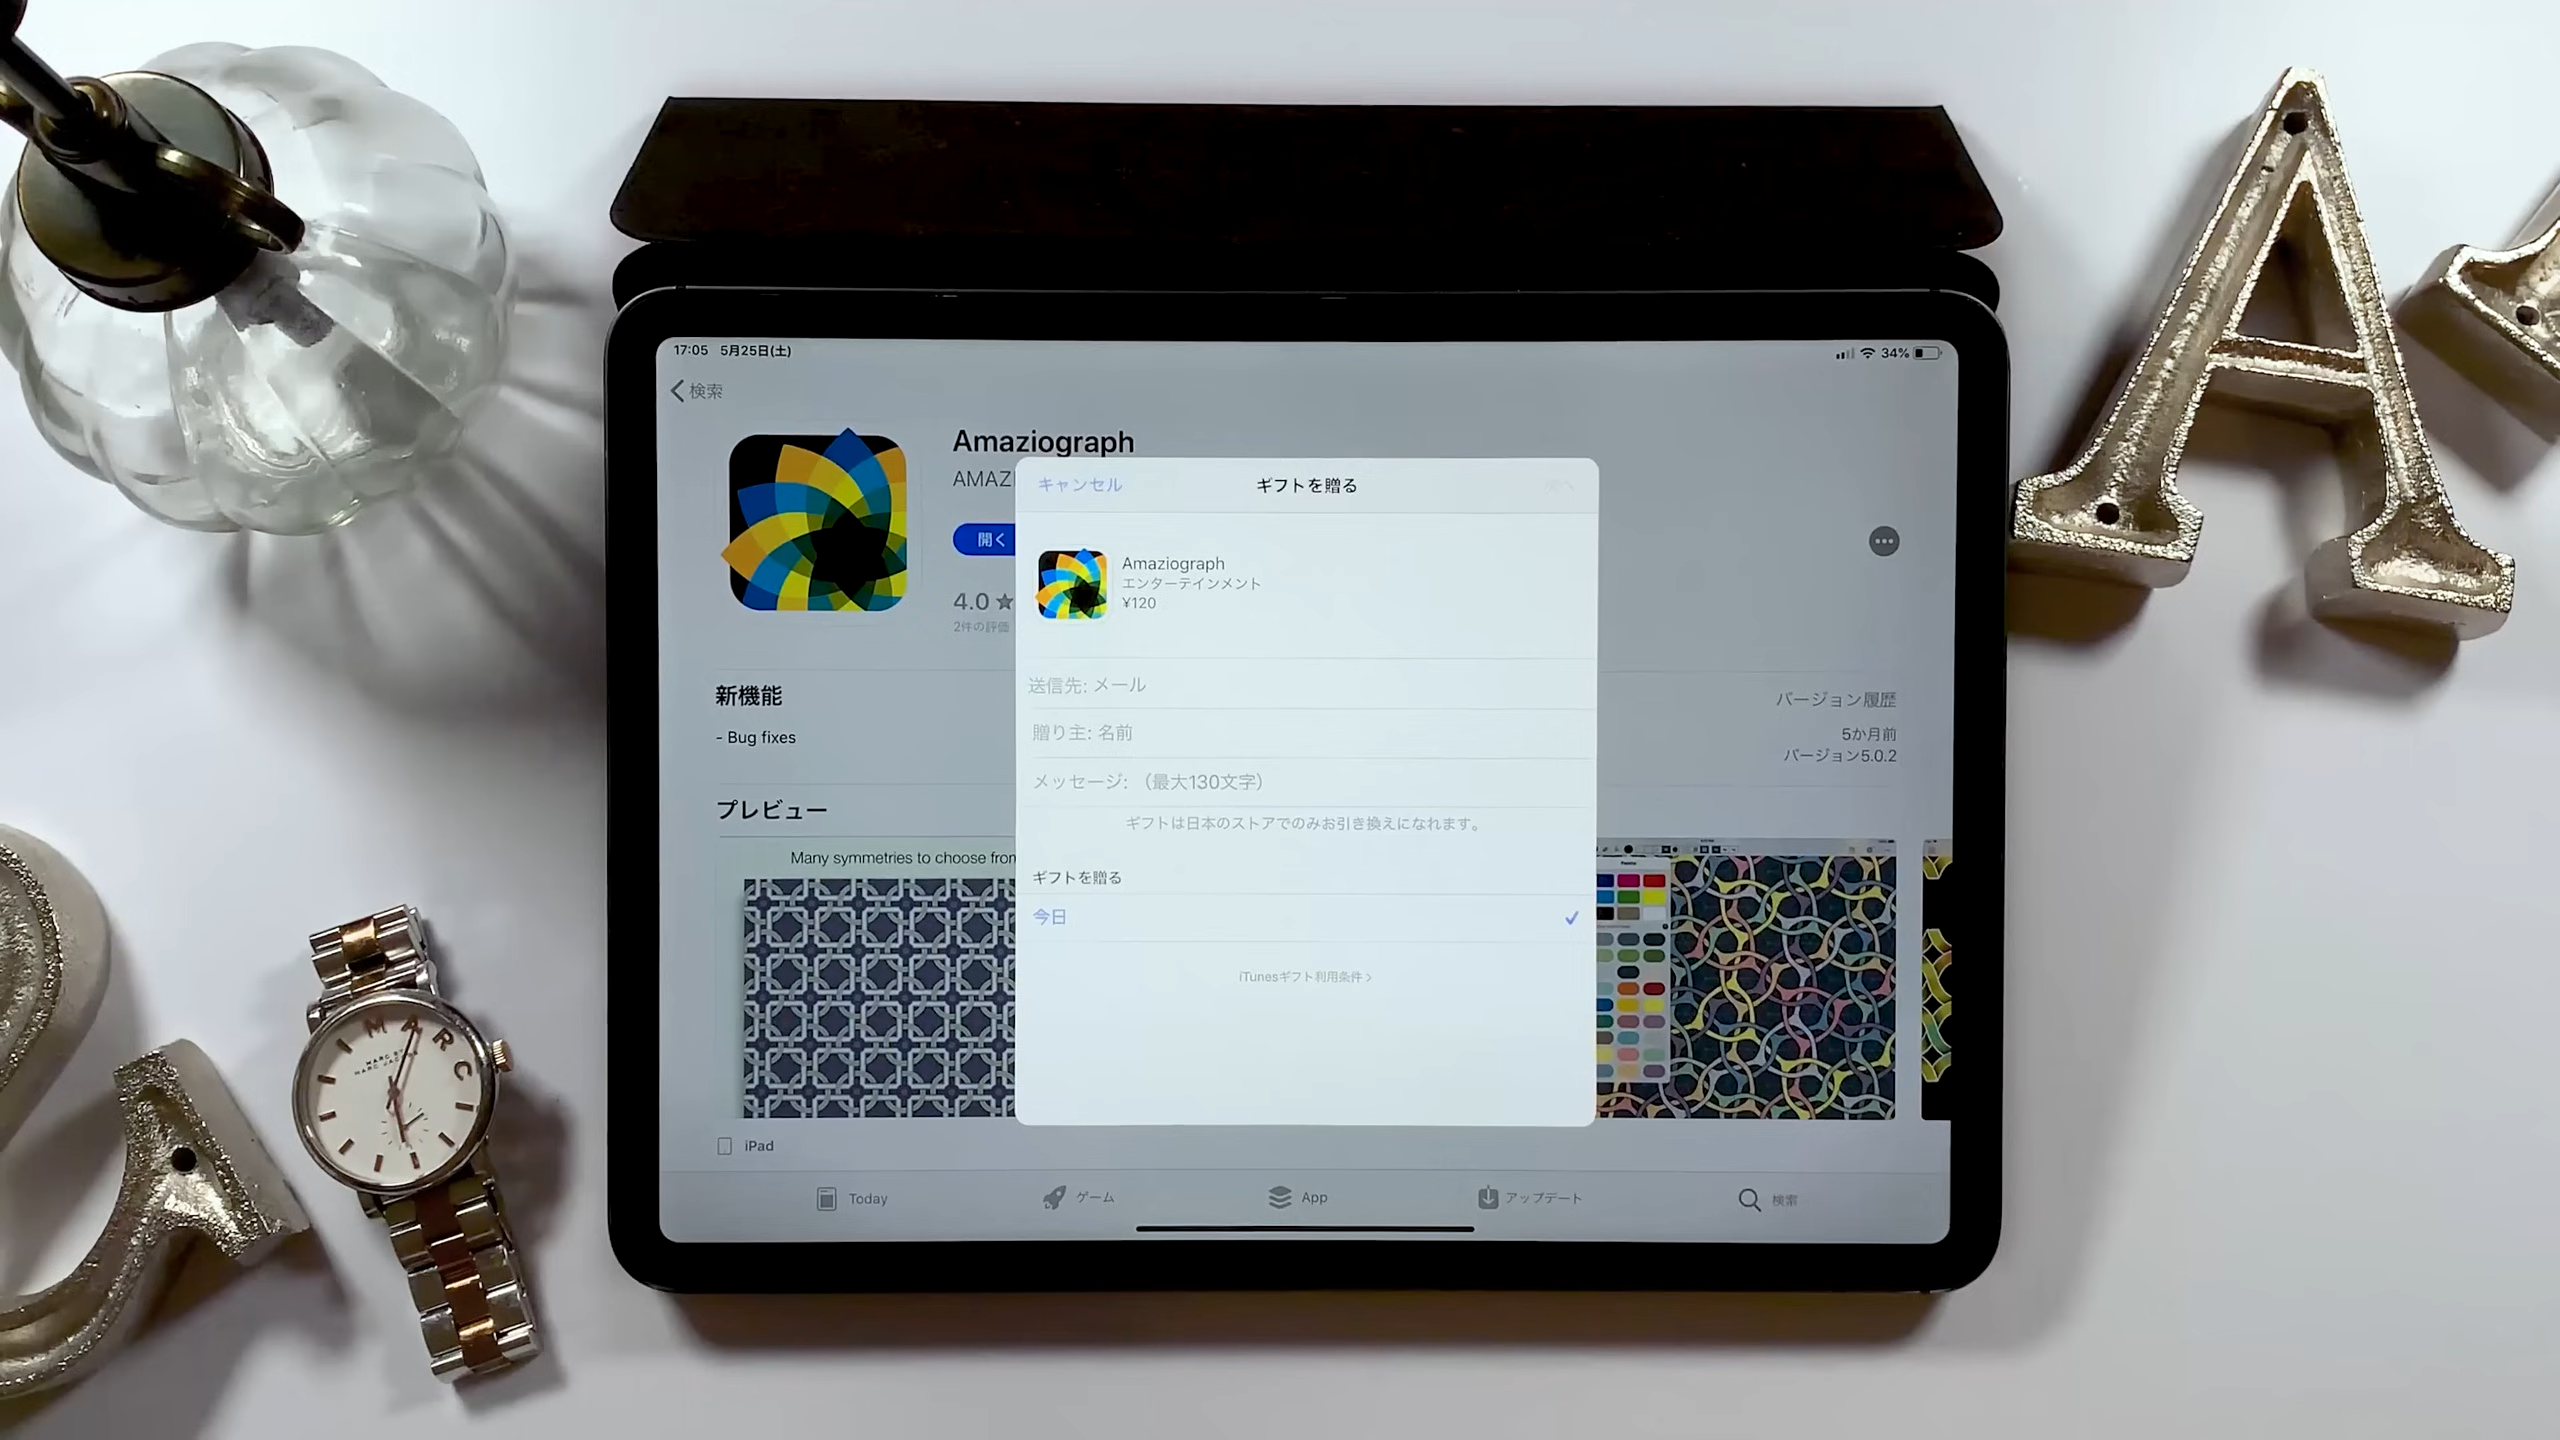 17:05 5月25日(土)
34%
検索
Amaziograph
AMAZ
開く
4.0★
2件の評価
新機能
- Bug fixes
バージョン履歴
5か月前
バージョン5.0.2
プレビュー
Many symmetries to choose from
キャンセル
ギフトを贈る
次へ
Amaziograph
エンターテインメント
¥120
送信先: メール
贈り主: 名前
メッセージ: （最大130文字）
ギフトは日本のストアでのみお引き換えになれます。
ギフトを贈る
今日
iTunesギフト利用条件 >
iPad
Today
ゲーム
App
アップデート
検索
A
MARC
MARC BY
MARC JACOBS